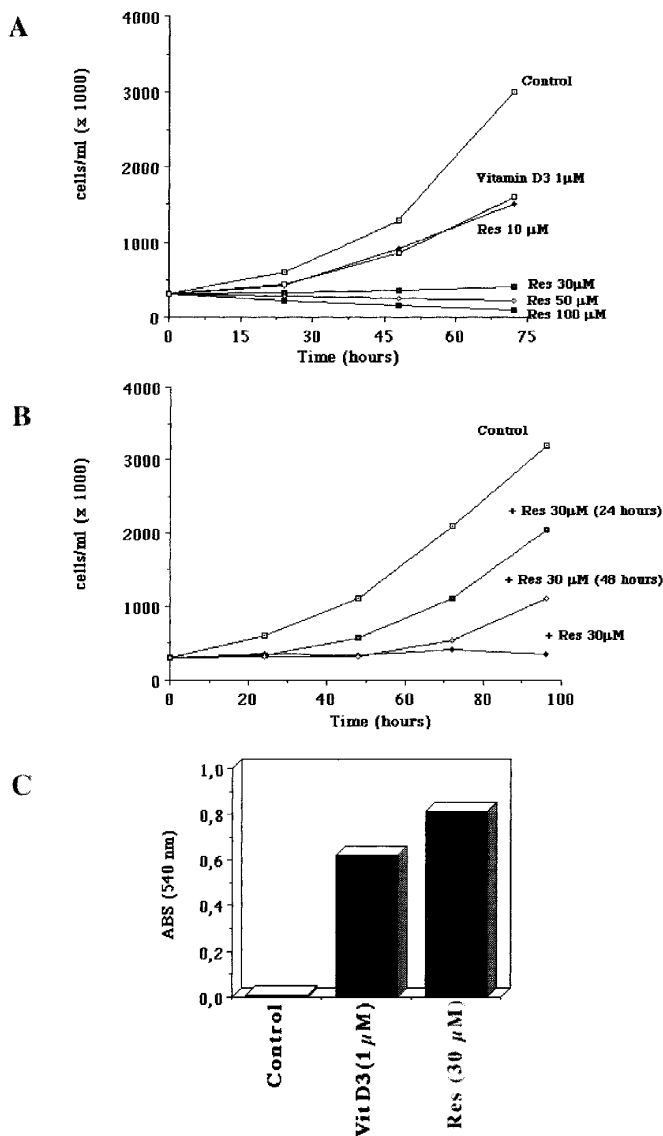 A
cells/ml (x 1000)
4000
3000
2000
1000
0
Control
Vitamin D3 1µM
Res 10 µM
Res 30µM
Res 50 µM
Res 100 µM
0 15 30 45 60 75
Time (hours)
B
cells/ml (x 1000)
4000
3000
2000
1000
0
Control
+ Res 30µM (24 hours)
+ Res 30 µM (48 hours)
+ Res 30µM
0 20 40 60 80 100
Time (hours)
C
ABS (540 nm)
1,0
0,8
0,6
0,4
0,2
0,0
Control
Vit D3 (1 µM)
Res (30 µM)